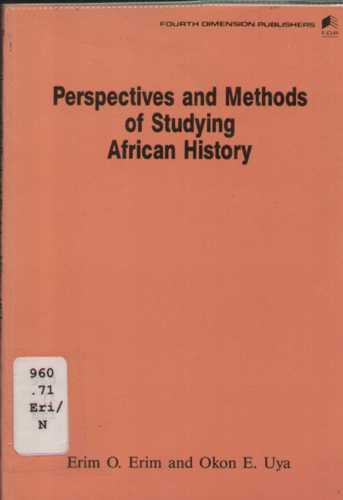 FOURTH DIMENSION PUBLISHERS
F.D.P.
Perspectives and Methods
of Studying
African History
960
.71
Eri/
N
Erim O. Erim and Okon E. Uya